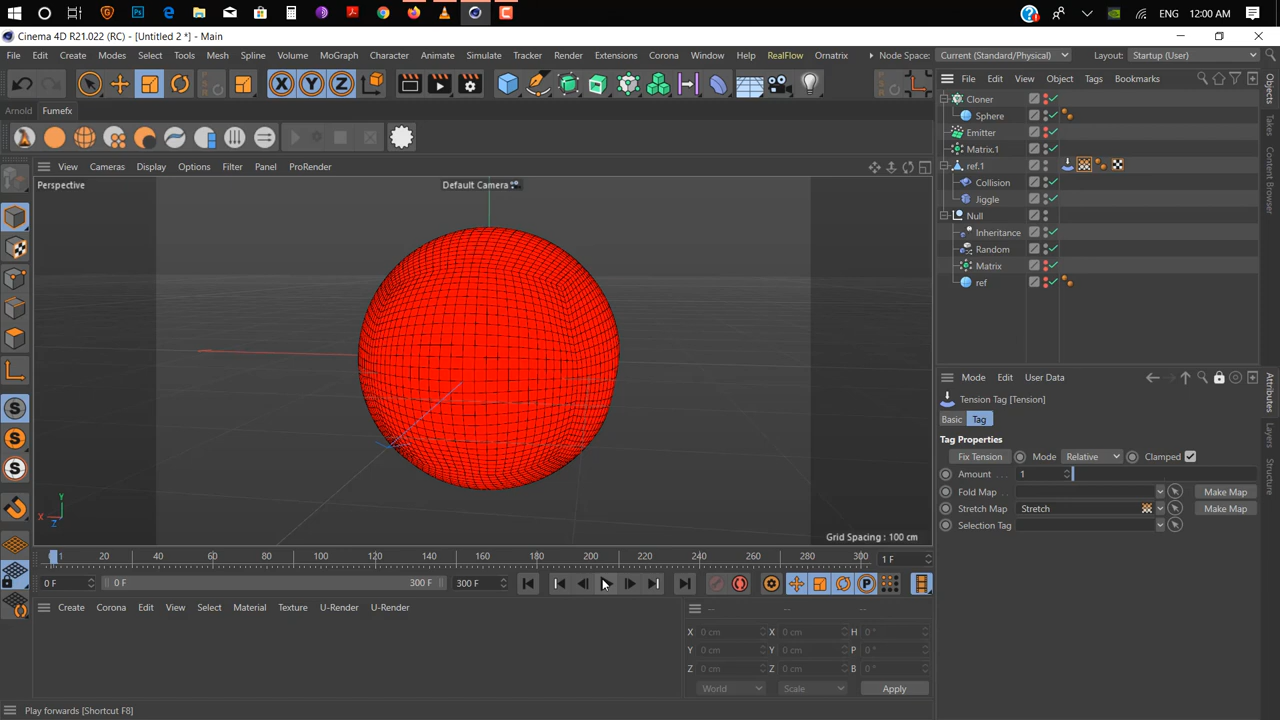 ENG 12:00 AM
Cinema 4D R21.022 (RC) - [Untitled 2 *] - Main
File Edit Create Modes Select Tools Mesh Spline Volume MoGraph Character Animate Simulate Tracker Render Extensions Corona Window Help RealFlow Ornatrix Node Space: Current (Standard/Physical) Layout: Startup (User)
X Y Z File Edit View Object Tags Bookmarks
Arnold Fumefx
View Cameras Display Options Filter Panel ProRender
Perspective Default Camera
Cloner
Sphere
Emitter
Matrix.1
ref.1
Collision
Jiggle
Null
Inheritance
Random
Matrix
ref
Objects
Takes
Content Browser
Mode Edit User Data
Tension Tag [Tension]
Basic Tag
Tag Properties
Fix Tension Mode Relative Clamped
Amount . . . 1
Fold Map . . Make Map
Stretch Map Stretch Make Map
Selection Tag
Attributes
Layers
Structure
Y
X Z
Grid Spacing : 100 cm
1 20 40 60 80 100 120 140 160 180 200 220 240 260 280 300 1 F
0 F 0 F 300 F 300 F
Create Corona Edit View Select Material Texture U-Render U-Render
-- -- --
X 0 cm X 0 cm H 0 °
Y 0 cm Y 0 cm P 0 °
Z 0 cm Z 0 cm B 0 °
World Scale Apply
Play forwards [Shortcut F8]